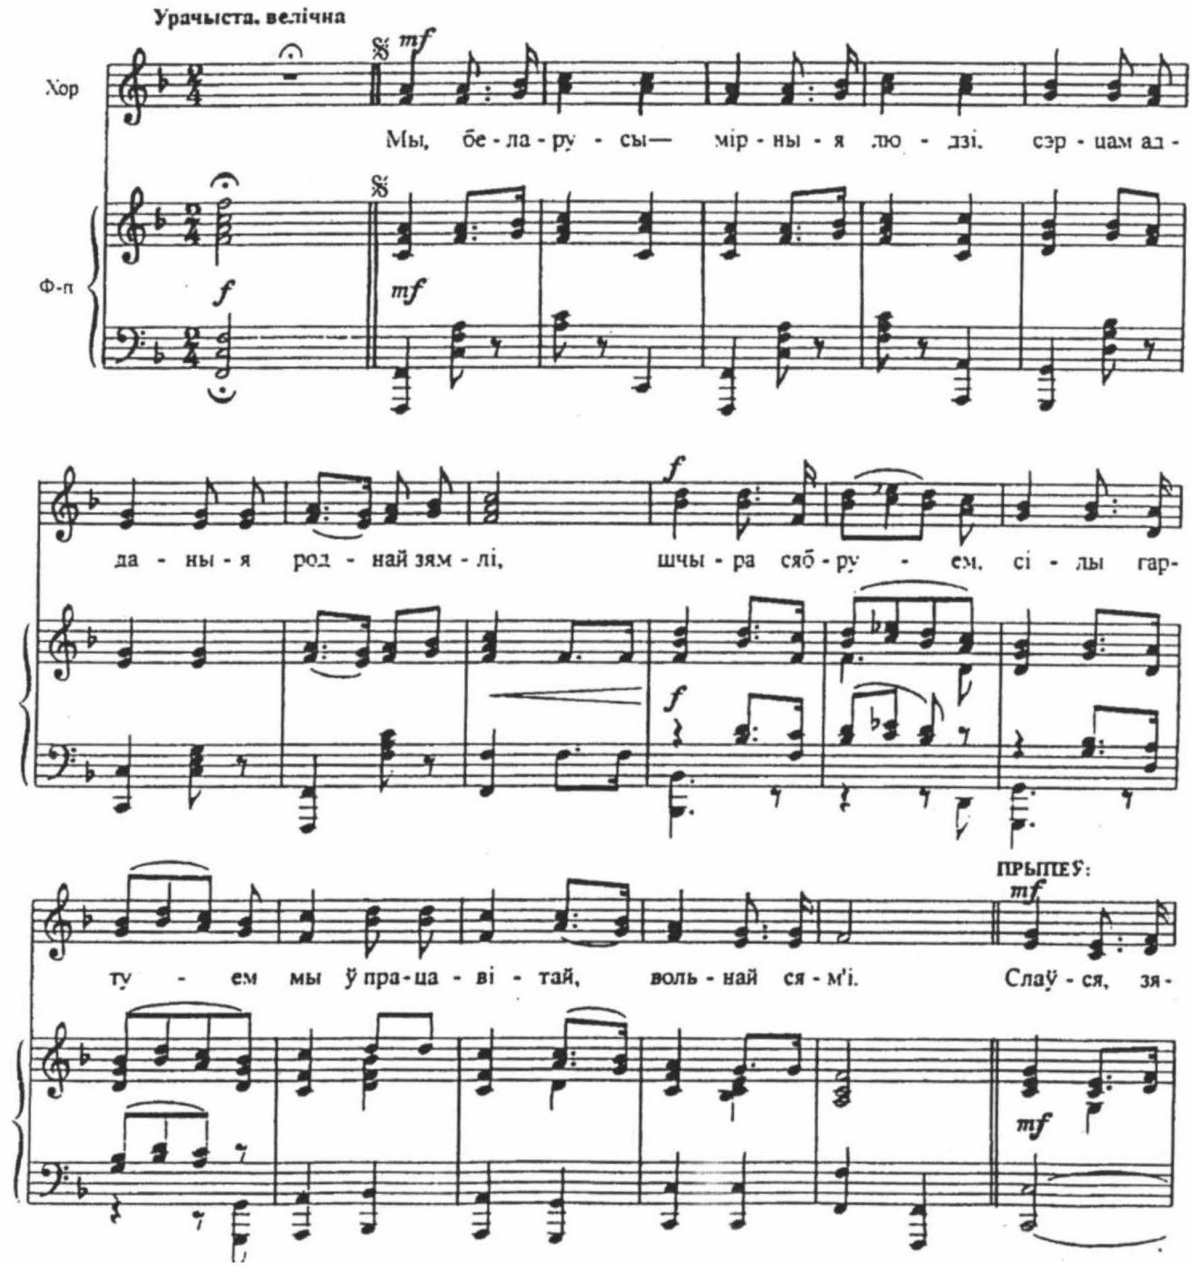 Урачыста, велічна
mf
Хор
Мы, бе - ла - ру - сы— мір - ны - я лю - дзі, сэр - цам ад -
Ф-п
f mf
f
да - ны - я род - най зям - лі, шчы - ра сяб - ру - ем, сі - лы гар -
f
ПРЫПЕЎ:
mf
ту - ем мы ў пра - ца - ві - тай, воль - най ся - м'і. Слаў - ся, зя -
mf